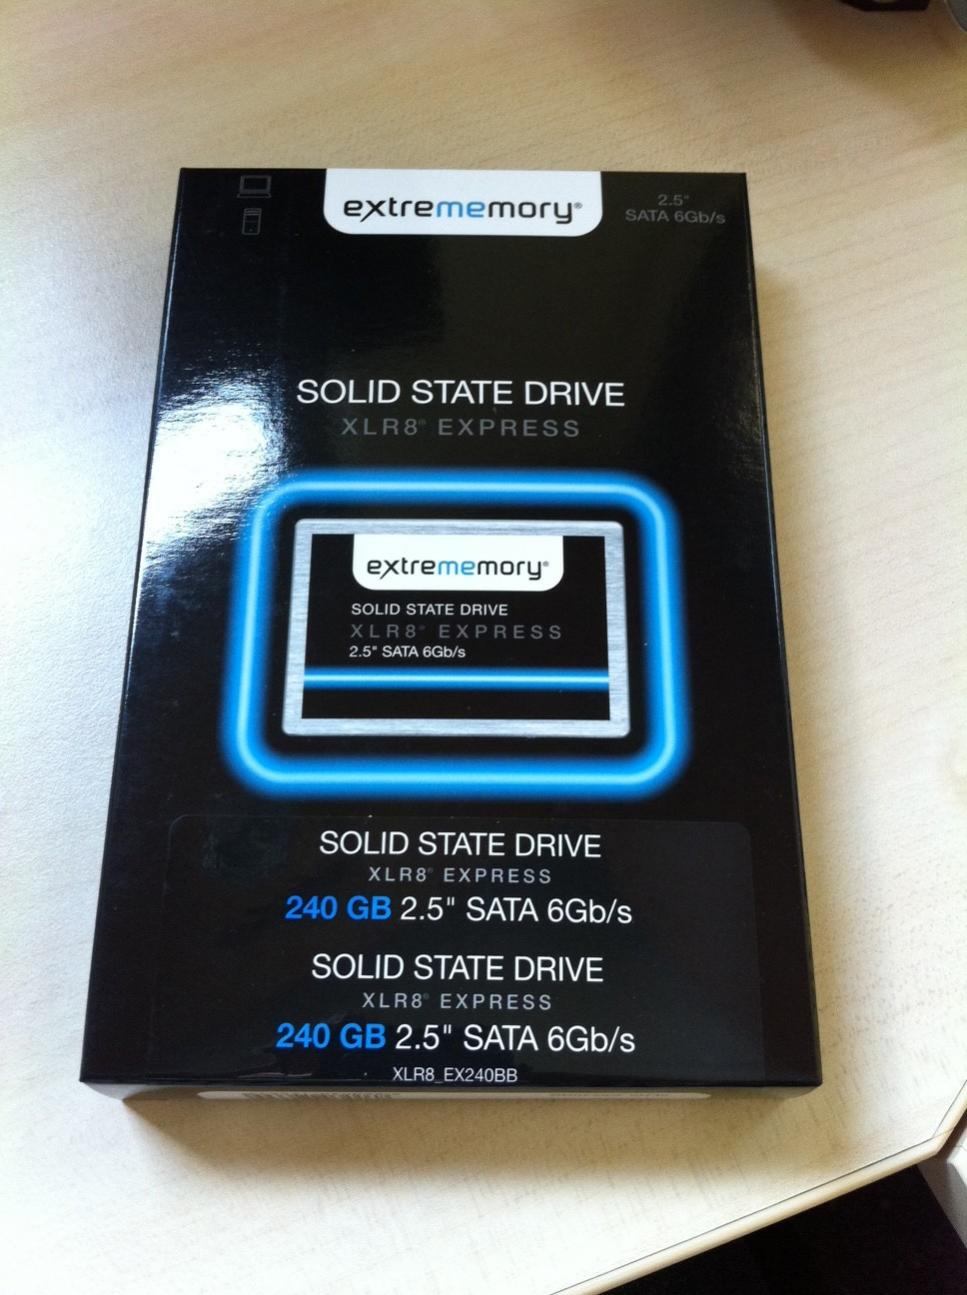 extrememory®
2.5"
SATA 6Gb/s
SOLID STATE DRIVE
XLR8® EXPRESS
extrememory®
SOLID STATE DRIVE
XLR8® EXPRESS
2.5" SATA 6Gb/s
SOLID STATE DRIVE
XLR8® EXPRESS
240 GB 2.5" SATA 6Gb/s
SOLID STATE DRIVE
XLR8® EXPRESS
240 GB 2.5" SATA 6Gb/s
XLR8_EX240BB